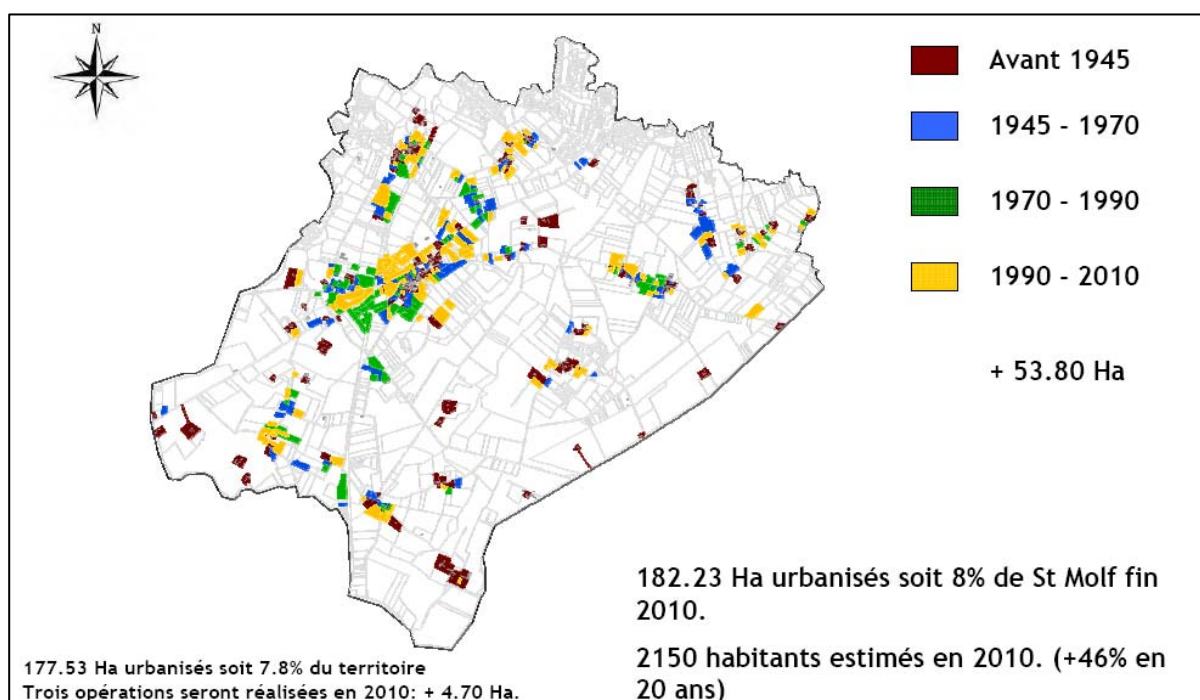 N
Avant 1945
1945 - 1970
1970 - 1990
1990 - 2010
+ 53.80 Ha
182.23 Ha urbanisés soit 8% de St Molf fin
2010.
2150 habitants estimés en 2010. (+46% en
20 ans)
177.53 Ha urbanisés soit 7.8% du territoire
Trois opérations seront réalisées en 2010: + 4.70 Ha.